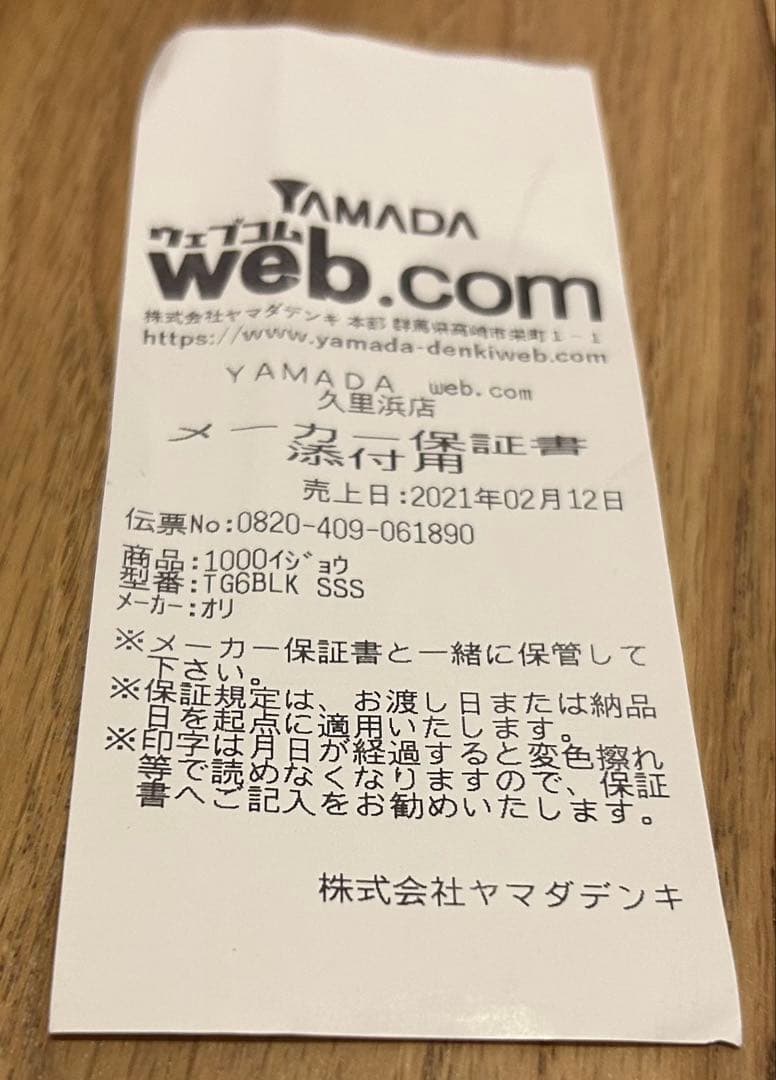 YAMADA
ウェブコム
web.com
株式会社ヤマダデンキ 本部 群馬県高崎市栄町1-1
https://www.yamada-denkiweb.com
YAMADA web.com
久里浜店
メーカー保証書
添付用
売上日:2021年02月12日
伝票No:0820-409-061890
商品:1000ｲｼﾞｮｳ
型番:TG6BLK SSS
ﾒｰｶｰ:ｵﾘ
※メーカー保証書と一緒に保管して
下さい。
※保証規定は、お渡し日または納品
日を起点に適用いたします。
※印字は月日が経過すると変色擦れ
等で読めなくなりますので、保証
書へご記入をお勧めいたします。
株式会社ヤマダデンキ